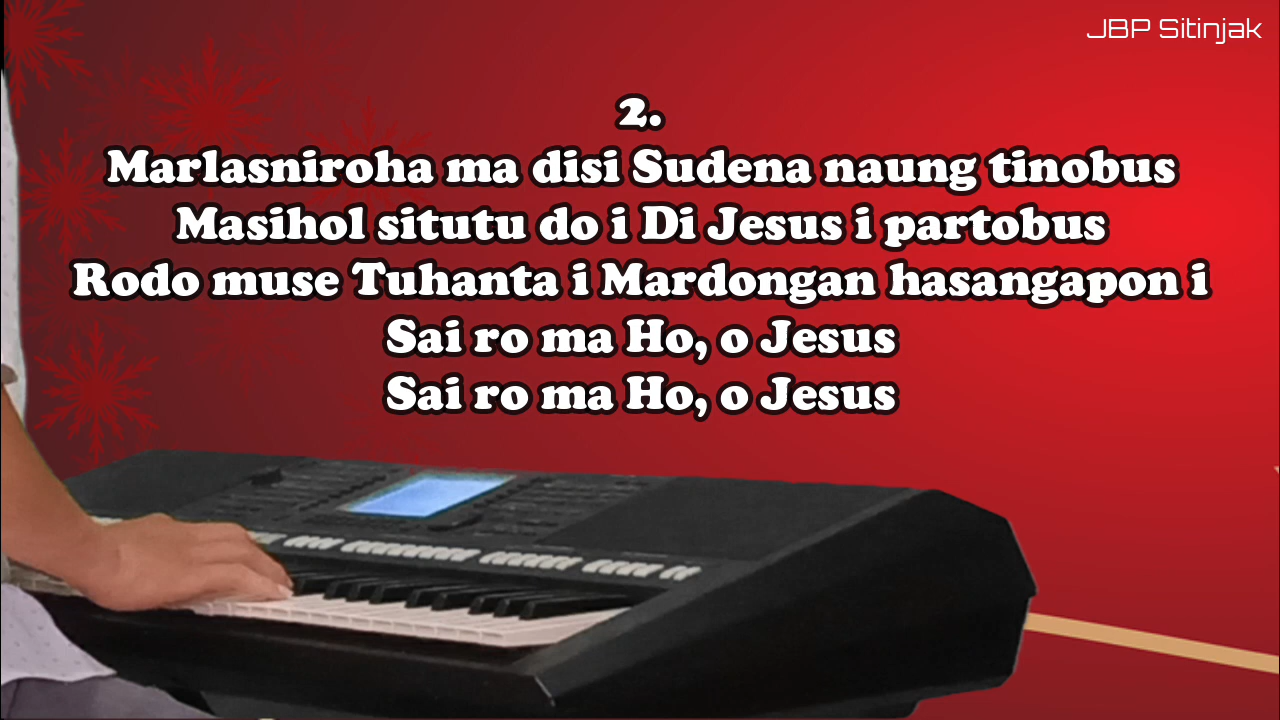 JBP Sitinjak
2.
Marlasniroha ma disi Sudena naung tinobus
Masihol situtu do i Di Jesus i partobus
Rodo muse Tuhanta i Mardongan hasangapon i
Sai ro ma Ho, o Jesus
Sai ro ma Ho, o Jesus